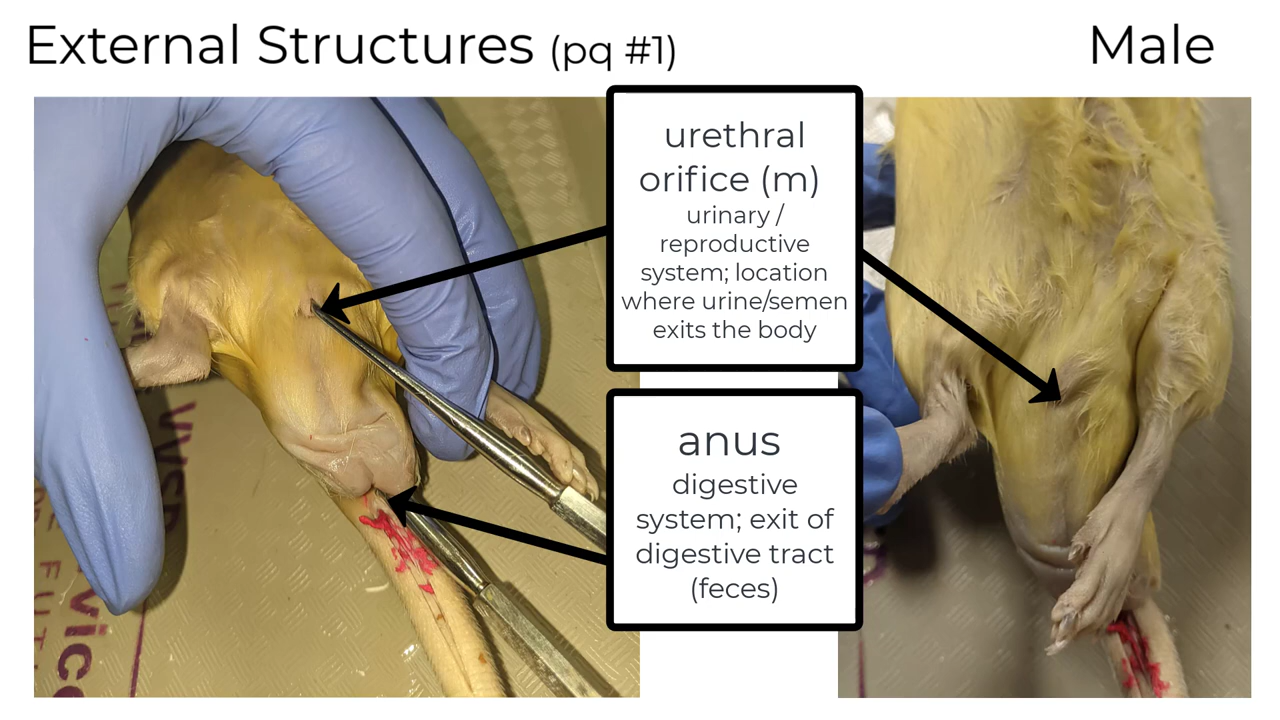 External Structures (pq #1)
Male
urethral
orifice (m)
urinary /
reproductive
system; location
where urine/semen
exits the body
anus
digestive
system; exit of
digestive tract
(feces)